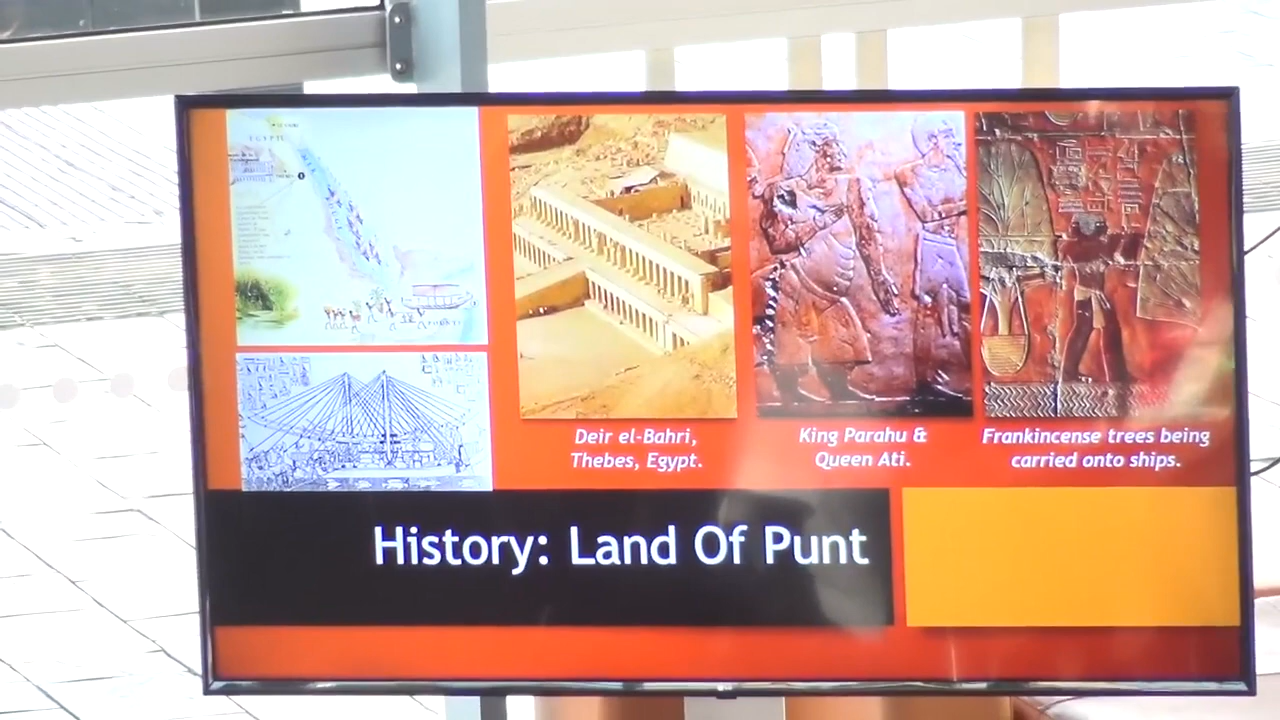 EGYPTE
Deir el-Bahri,
Thebes, Egypt.
King Parahu &
Queen Ati.
Frankincense trees being
carried onto ships.
History: Land Of Punt